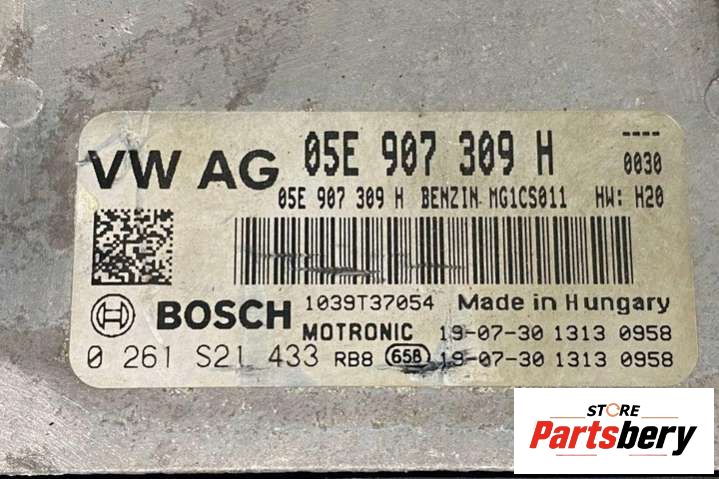 VW AG 05E 907 309 H ----
0030
05E 907 309 H BENZIN MG1CS011 HW: H20
BOSCH 1039T37054 Made in Hungary
MOTRONIC 19-07-30 1313 0958
0 261 S21 433 RB8 658 19-07-30 1313 0958
STORE
Partsbery